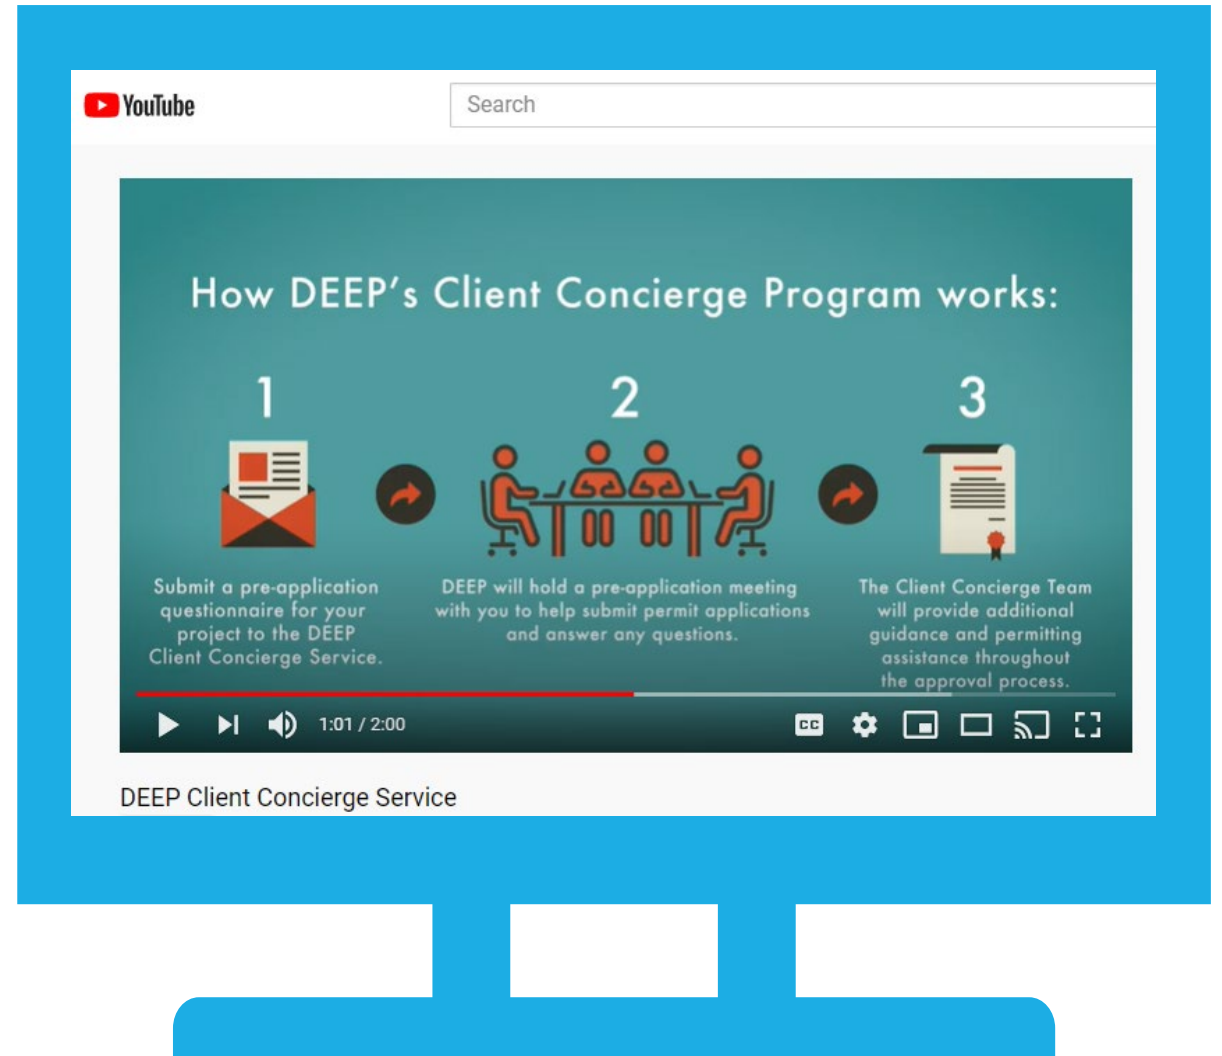 YouTube
Search
How DEEP's Client Concierge Program works:
1
2
3
Submit a pre-application
questionnaire for your
project to the DEEP
Client Concierge Service.
DEEP will hold a pre-application meeting
with you to help submit permit applications
and answer any questions.
The Client Concierge Team
will provide additional
guidance and permitting
assistance throughout
the approval process.
1:01 / 2:00
CC
DEEP Client Concierge Service